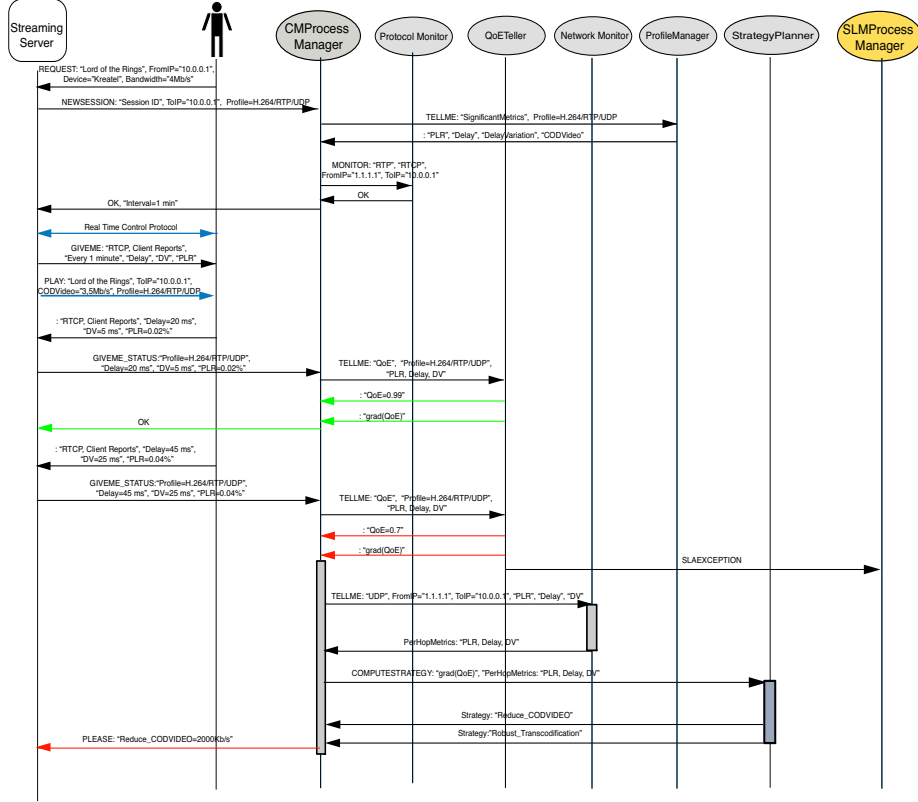 Streaming
Server
CMProcess
Manager
Protocol Monitor
QoETeller
Network Monitor
ProfileManager
StrategyPlanner
SLMProcess
Manager
REQUEST: “Lord of the Rings”, FromIP=”10.0.0.1”,
Device=”Kreatel”, Bandwidth=”4Mb/s”
NEWSESSION: “Session ID”, ToIP=”10.0.0.1”, Profile=H.264/RTP/UDP
TELLME: “SignificantMetrics”, Profile=H.264/RTP/UDP
: “PLR”, “Delay”, “DelayVariation”, “CODVideo”
MONITOR: “RTP”, “RTCP”,
FromIP=”1.1.1.1”, ToIP=”10.0.0.1”
OK
OK, “Interval=1 min”
Real Time Control Protocol
GIVEME: “RTCP, Client Reports”,
“Every 1 minute”, “Delay”, “DV”, “PLR”
PLAY: “Lord of the Rings”, ToIP=”10.0.0.1”,
CODVideo=”3,5Mb/s”, Profile=H.264/RTP/UDP
: “RTCP, Client Reports”, “Delay=20 ms”,
“DV=5 ms”, “PLR=0.02%”
GIVEME_STATUS:“Profile=H.264/RTP/UDP”,
“Delay=20 ms”, “DV=5 ms”, “PLR=0.02%”
TELLME: “QoE”, “Profile=H.264/RTP/UDP”,
“PLR, Delay, DV”
: “QoE=0.99”
: “grad(QoE)”
OK
: “RTCP, Client Reports”, “Delay=45 ms”,
“DV=25 ms”, “PLR=0.04%”
GIVEME_STATUS:“Profile=H.264/RTP/UDP”,
“Delay=45 ms”, “DV=25 ms”, “PLR=0.04%”
TELLME: “QoE”, “Profile=H.264/RTP/UDP”,
“PLR, Delay, DV”
: “QoE=0.7”
: “grad(QoE)”
SLAEXCEPTION
TELLME: “UDP”, FromIP=”1.1.1.1”, ToIP=”10.0.0.1”, “PLR”, “Delay”, “DV”
PerHopMetrics: “PLR, Delay, DV”
COMPUTESTRATEGY: “grad(QoE)”, ”PerHopMetrics: “PLR, Delay, DV”
Strategy: “Reduce_CODVIDEO”
Strategy:”Robust_Transcodification”
PLEASE: “Reduce_CODVIDEO=2000Kb/s”